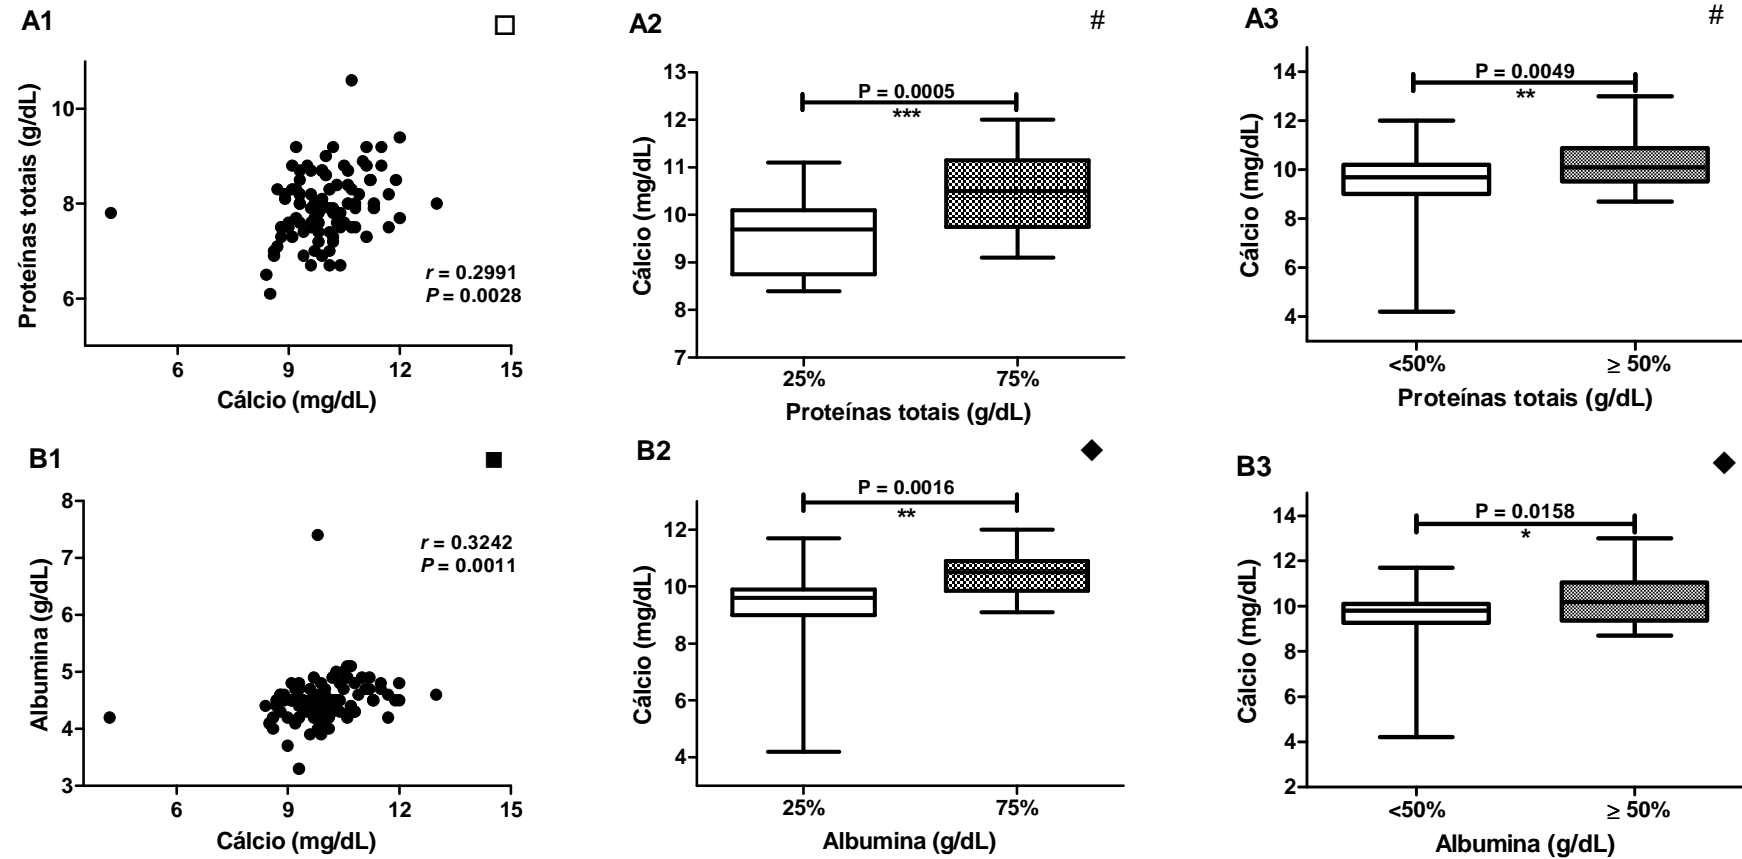 A1
Proteínas totais (g/dL)
10
8
6
r = 0.2991
P = 0.0028
6 9 12 15
Cálcio (mg/dL)
A2
#
Cálcio (mg/dL)
13
12
11
10
9
8
7
P = 0.0005
***
25% 75%
Proteínas totais (g/dL)
A3
#
Cálcio (mg/dL)
14
12
10
8
6
4
P = 0.0049
**
<50% ≥ 50%
Proteínas totais (g/dL)
B1
Albumina (g/dL)
8
7
6
5
4
3
r = 0.3242
P = 0.0011
6 9 12 15
Cálcio (mg/dL)
B2
Cálcio (mg/dL)
12
10
8
6
4
P = 0.0016
**
25% 75%
Albumina (g/dL)
B3
Cálcio (mg/dL)
14
12
10
8
6
4
2
P = 0.0158
*
<50% ≥ 50%
Albumina (g/dL)